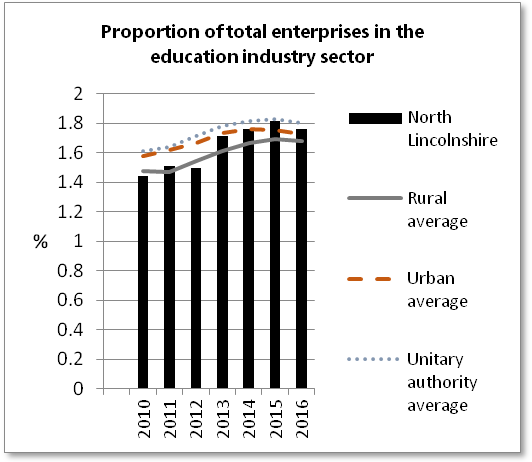 Proportion of total enterprises in the
education industry sector
2
1.8
1.6
1.4
1.2
1
0.8
0.6
0.4
0.2
0
%
2010
2011
2012
2013
2014
2015
2016
North
Lincolnshire
Rural
average
Urban
average
Unitary
authority
average